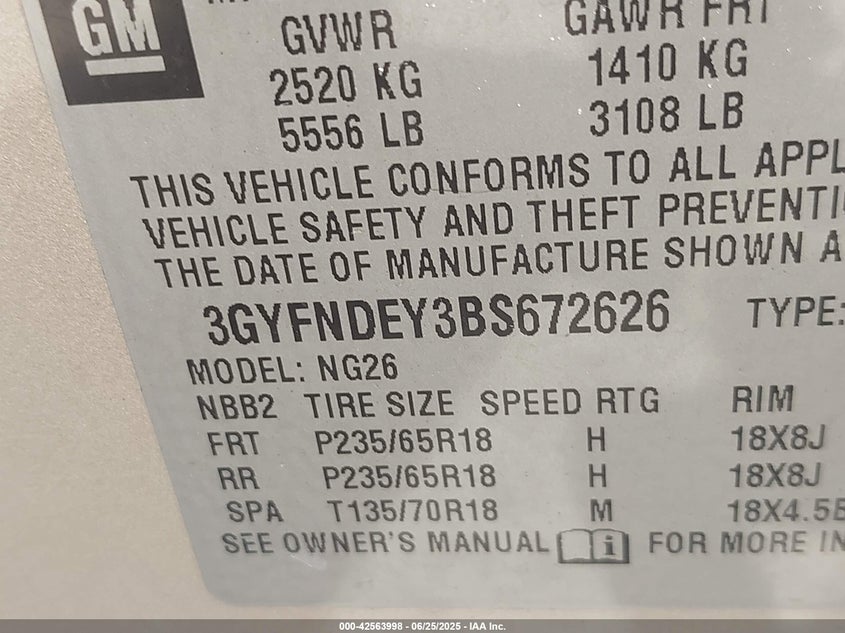 GM
GVWR GAWR FRT
2520 KG 1410 KG
5556 LB 3108 LB
THIS VEHICLE CONFORMS TO ALL APPL
VEHICLE SAFETY AND THEFT PREVENTI
THE DATE OF MANUFACTURE SHOWN A
3GYFNDEY3BS672626 TYPE:
MODEL: NG26
NBB2 TIRE SIZE SPEED RTG RIM
FRT P235/65R18 H 18X8J
RR P235/65R18 H 18X8J
SPA T135/70R18 M 18X4.5B
SEE OWNER'S MANUAL i FOR MORE IN
000-42563998 - 06/25/2025 - IAA Inc.